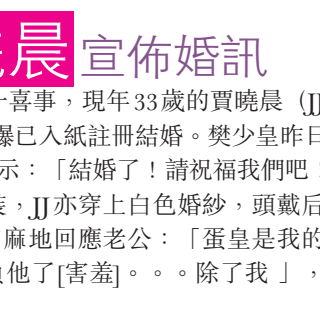 晨 宣佈婚訊
喜事，現年33歲的賈曉晨（JJ
爆已入紙註冊結婚。樊少皇昨日
示：「結婚了！請祝福我們吧！
，JJ亦穿上白色婚紗，頭戴后
麻地回應老公：「蛋皇是我的
他了[害羞]。。。除了我 」，